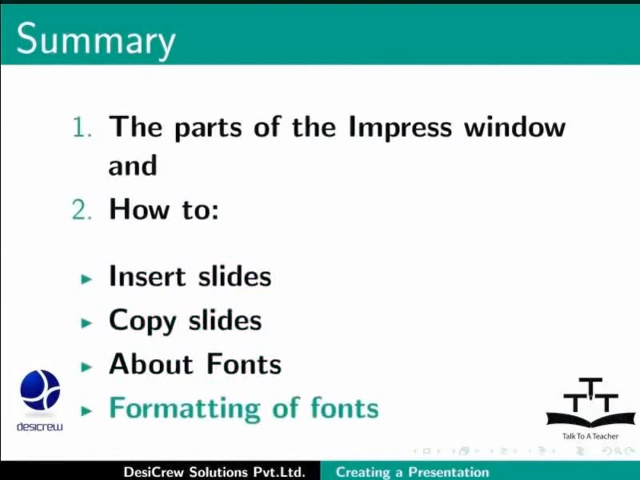 Summary
1. The parts of the Impress window
and
2. How to:
▶ Insert slides
▶ Copy slides
▶ About Fonts
▶ Formatting of fonts
desicrew
TTT
Talk To A Teacher
DesiCrew Solutions Pvt.Ltd. Creating a Presentation